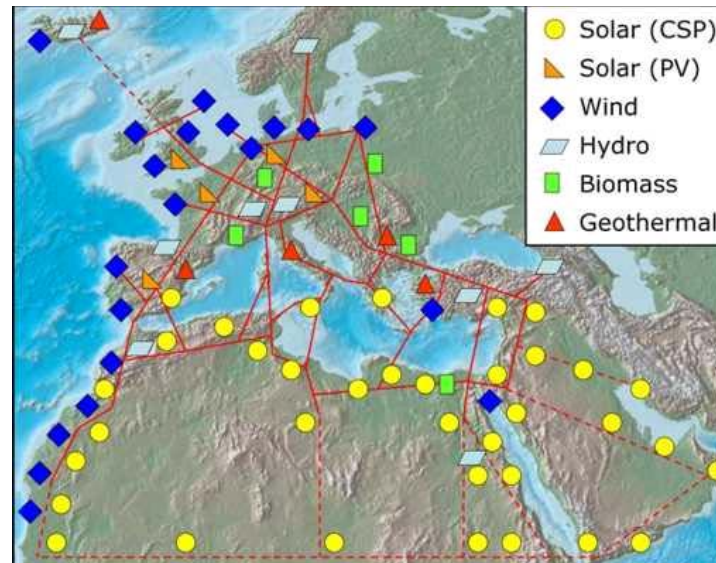 Solar (CSP)
Solar (PV)
Wind
Hydro
Biomass
Geothermal